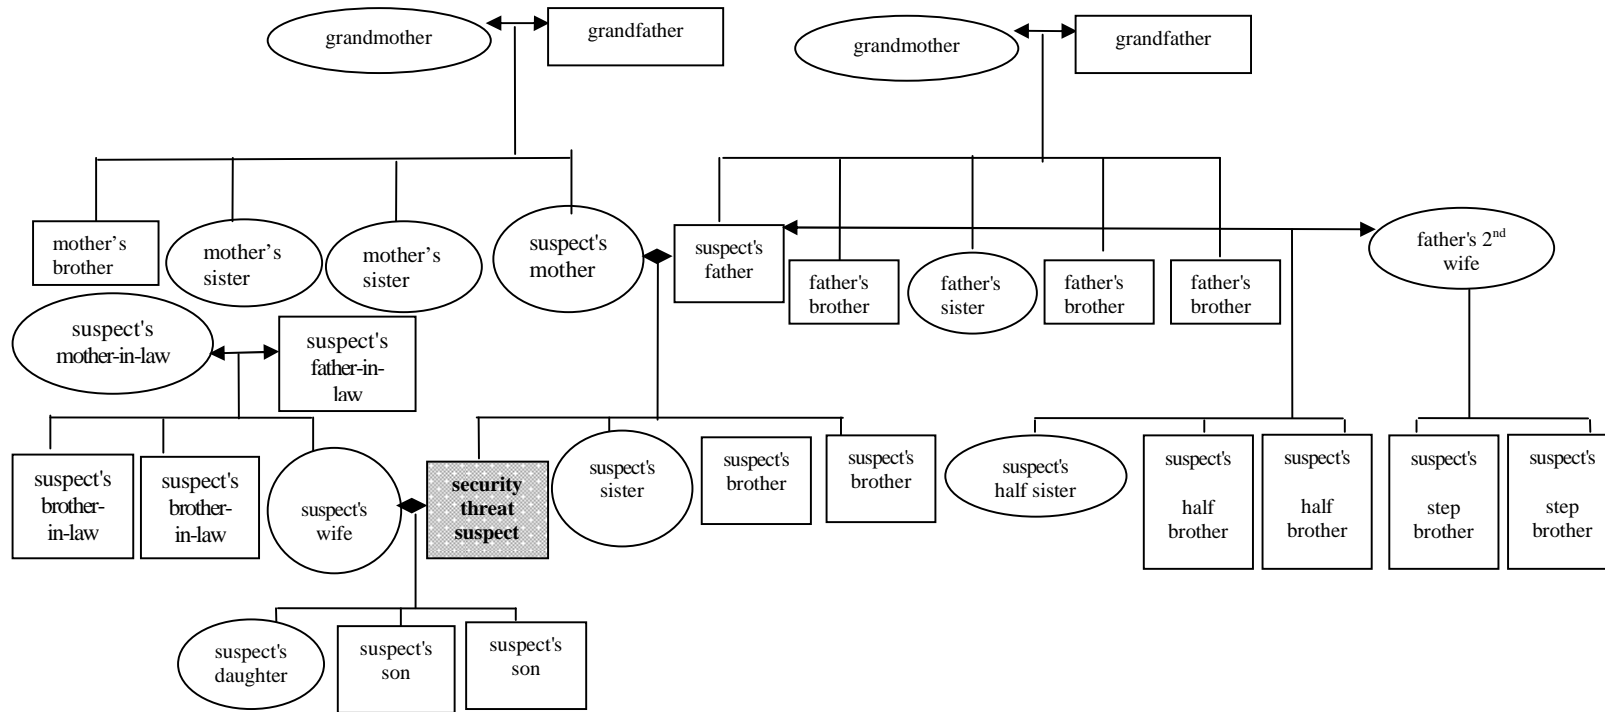 grandmother
grandfather
grandmother
grandfather
mother’s
brother
mother’s
sister
mother’s
sister
suspect's
mother
suspect's
father
father's
brother
father's
sister
father's
brother
father's
brother
father's 2nd
wife
suspect's
mother-in-law
suspect's
father-in-
law
suspect's
brother-
in-law
suspect's
brother-
in-law
suspect's
wife
security
threat
suspect
suspect's
sister
suspect's
brother
suspect's
brother
suspect's
half sister
suspect's
half
brother
suspect's
half
brother
suspect's
step
brother
suspect's
step
brother
suspect's
daughter
suspect's
son
suspect's
son